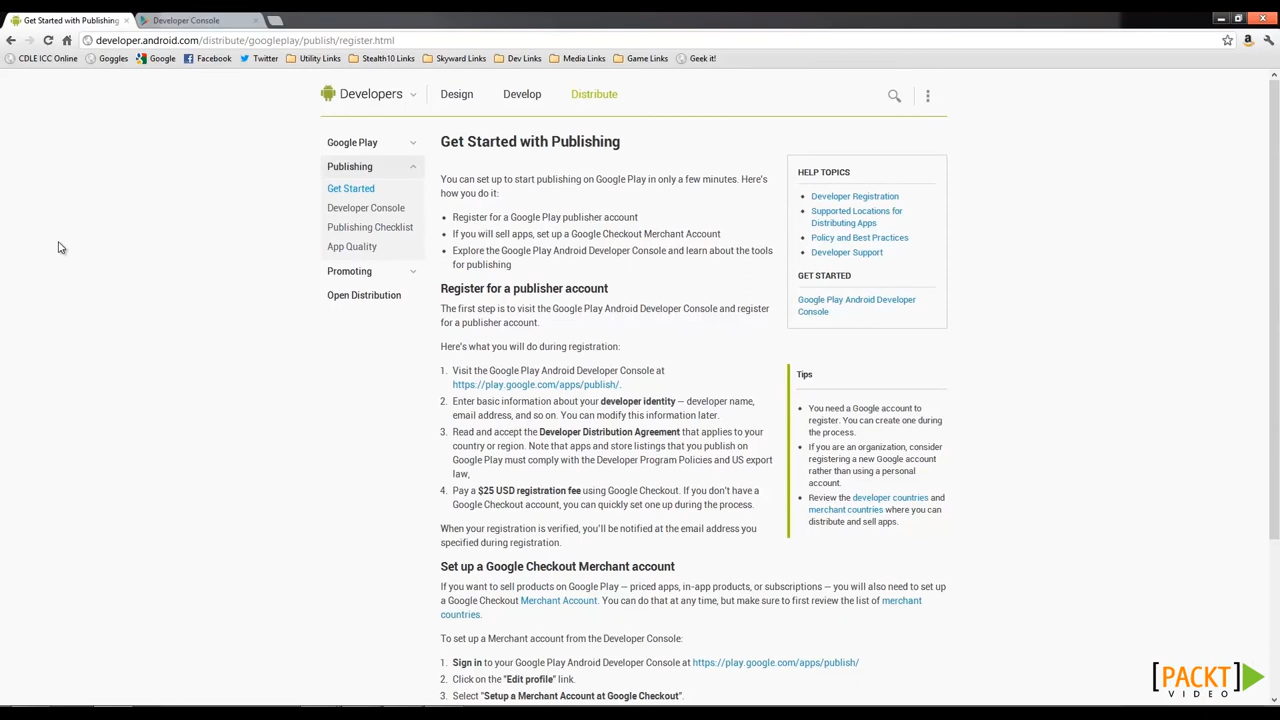 Get Started with Publishing
Developer Console
developer.android.com/distribute/googleplay/publish/register.html
CDLE ICC Online
Goggles
Google
Facebook
Twitter
Utility Links
Stealth10 Links
Skyward Links
Dev Links
Media Links
Game Links
Geek it!
Developers
Design
Develop
Distribute
Google Play
Publishing
Get Started
Developer Console
Publishing Checklist
App Quality
Promoting
Open Distribution
Get Started with Publishing
You can set up to start publishing on Google Play in only a few minutes. Here's
how you do it:
• Register for a Google Play publisher account
• If you will sell apps, set up a Google Checkout Merchant Account
• Explore the Google Play Android Developer Console and learn about the tools
for publishing
Register for a publisher account
The first step is to visit the Google Play Android Developer Console and register
for a publisher account.
Here's what you will do during registration:
1. Visit the Google Play Android Developer Console at
https://play.google.com/apps/publish/.
2. Enter basic information about your developer identity — developer name,
email address, and so on. You can modify this information later.
3. Read and accept the Developer Distribution Agreement that applies to your
country or region. Note that apps and store listings that you publish on
Google Play must comply with the Developer Program Policies and US export
law,
4. Pay a $25 USD registration fee using Google Checkout. If you don't have a
Google Checkout account, you can quickly set one up during the process.
When your registration is verified, you'll be notified at the email address you
specified during registration.
Set up a Google Checkout Merchant account
If you want to sell products on Google Play — priced apps, in-app products, or subscriptions — you will also need to set up
a Google Checkout Merchant Account. You can do that at any time, but make sure to first review the list of merchant
countries.
To set up a Merchant account from the Developer Console:
1. Sign in to your Google Play Android Developer Console at https://play.google.com/apps/publish/
2. Click on the "Edit profile" link.
3. Select "Setup a Merchant Account at Google Checkout".
HELP TOPICS
• Developer Registration
• Supported Locations for
Distributing Apps
• Policy and Best Practices
• Developer Support
GET STARTED
Google Play Android Developer
Console
Tips
• You need a Google account to
register. You can create one during
the process.
• If you are an organization, consider
registering a new Google account
rather than using a personal
account.
• Review the developer countries and
merchant countries where you can
distribute and sell apps.
[PACKT]
VIDEO